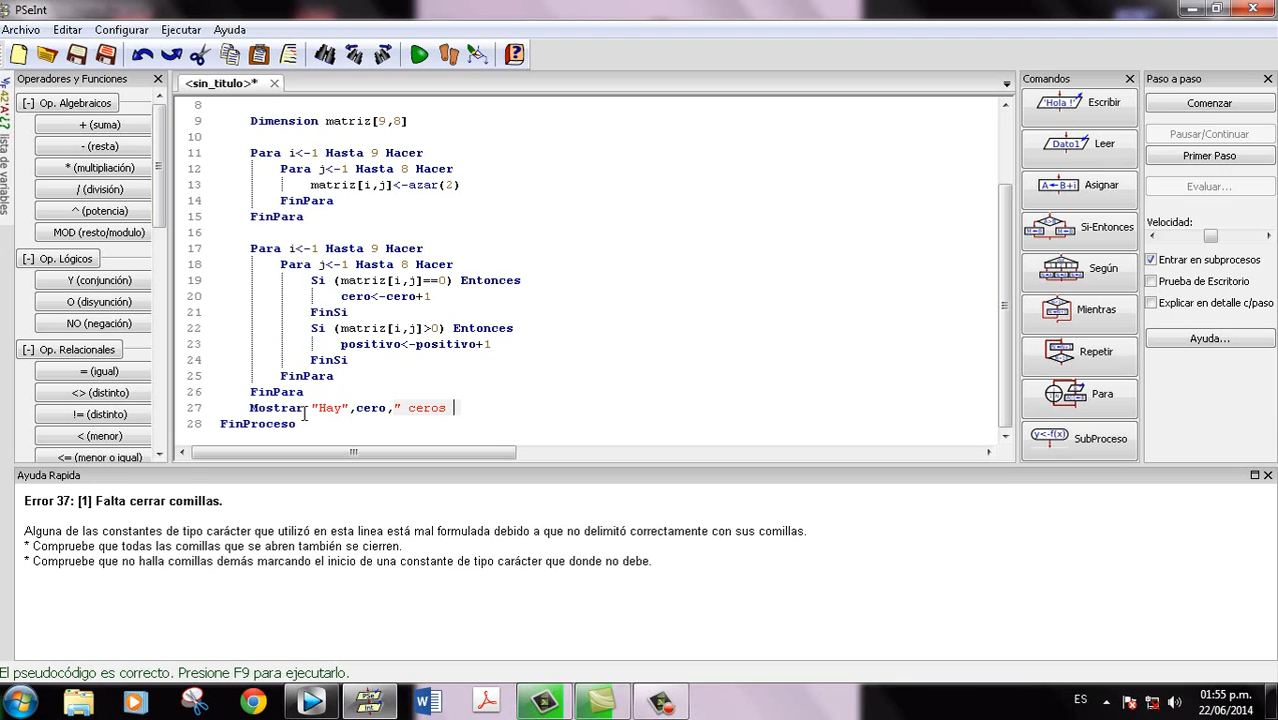 PSeInt
Archivo Editar Configurar Ejecutar Ayuda
Operadores y Funciones
<sin_titulo>*
Comandos
Paso a paso
lista de variables
[-] Op. Algebraicos
+ (suma)
- (resta)
* (multiplicación)
/ (división)
^ (potencia)
MOD (resto/modulo)
[-] Op. Lógicos
Y (conjunción)
O (disyunción)
NO (negación)
[-] Op. Relacionales
= (igual)
<> (distinto)
!= (distinto)
< (menor)
<= (menor o igual)
8
9 Dimension matriz[9,8]
10
11 Para i<-1 Hasta 9 Hacer
12 Para j<-1 Hasta 8 Hacer
13 matriz[i,j]<-azar(2)
14 FinPara
15 FinPara
16
17 Para i<-1 Hasta 9 Hacer
18 Para j<-1 Hasta 8 Hacer
19 Si (matriz[i,j]==0) Entonces
20 cero<-cero+1
21 FinSi
22 Si (matriz[i,j]>0) Entonces
23 positivo<-positivo+1
24 FinSi
25 FinPara
26 FinPara
27 Mostrar "Hay",cero," ceros
28 FinProceso
'Hola !' Escribir
Dato1 Leer
A←B+i Asignar
Si-Entonces
Según
Mientras
Repetir
Para
y<-f(x) SubProceso
Comenzar
Pausar/Continuar
Primer Paso
Evaluar...
Velocidad:
Entrar en subprocesos
Prueba de Escritorio
Explicar en detalle c/paso
Ayuda...
Ayuda Rapida
Error 37: [1] Falta cerrar comillas.
Alguna de las constantes de tipo carácter que utilizó en esta linea está mal formulada debido a que no delimitó correctamente con sus comillas.
* Compruebe que todas las comillas que se abren también se cierren.
* Compruebe que no halla comillas demás marcando el inicio de una constante de tipo carácter que donde no debe.
El pseudocódigo es correcto. Presione F9 para ejecutarlo.
ES
01:55 p.m.
22/06/2014